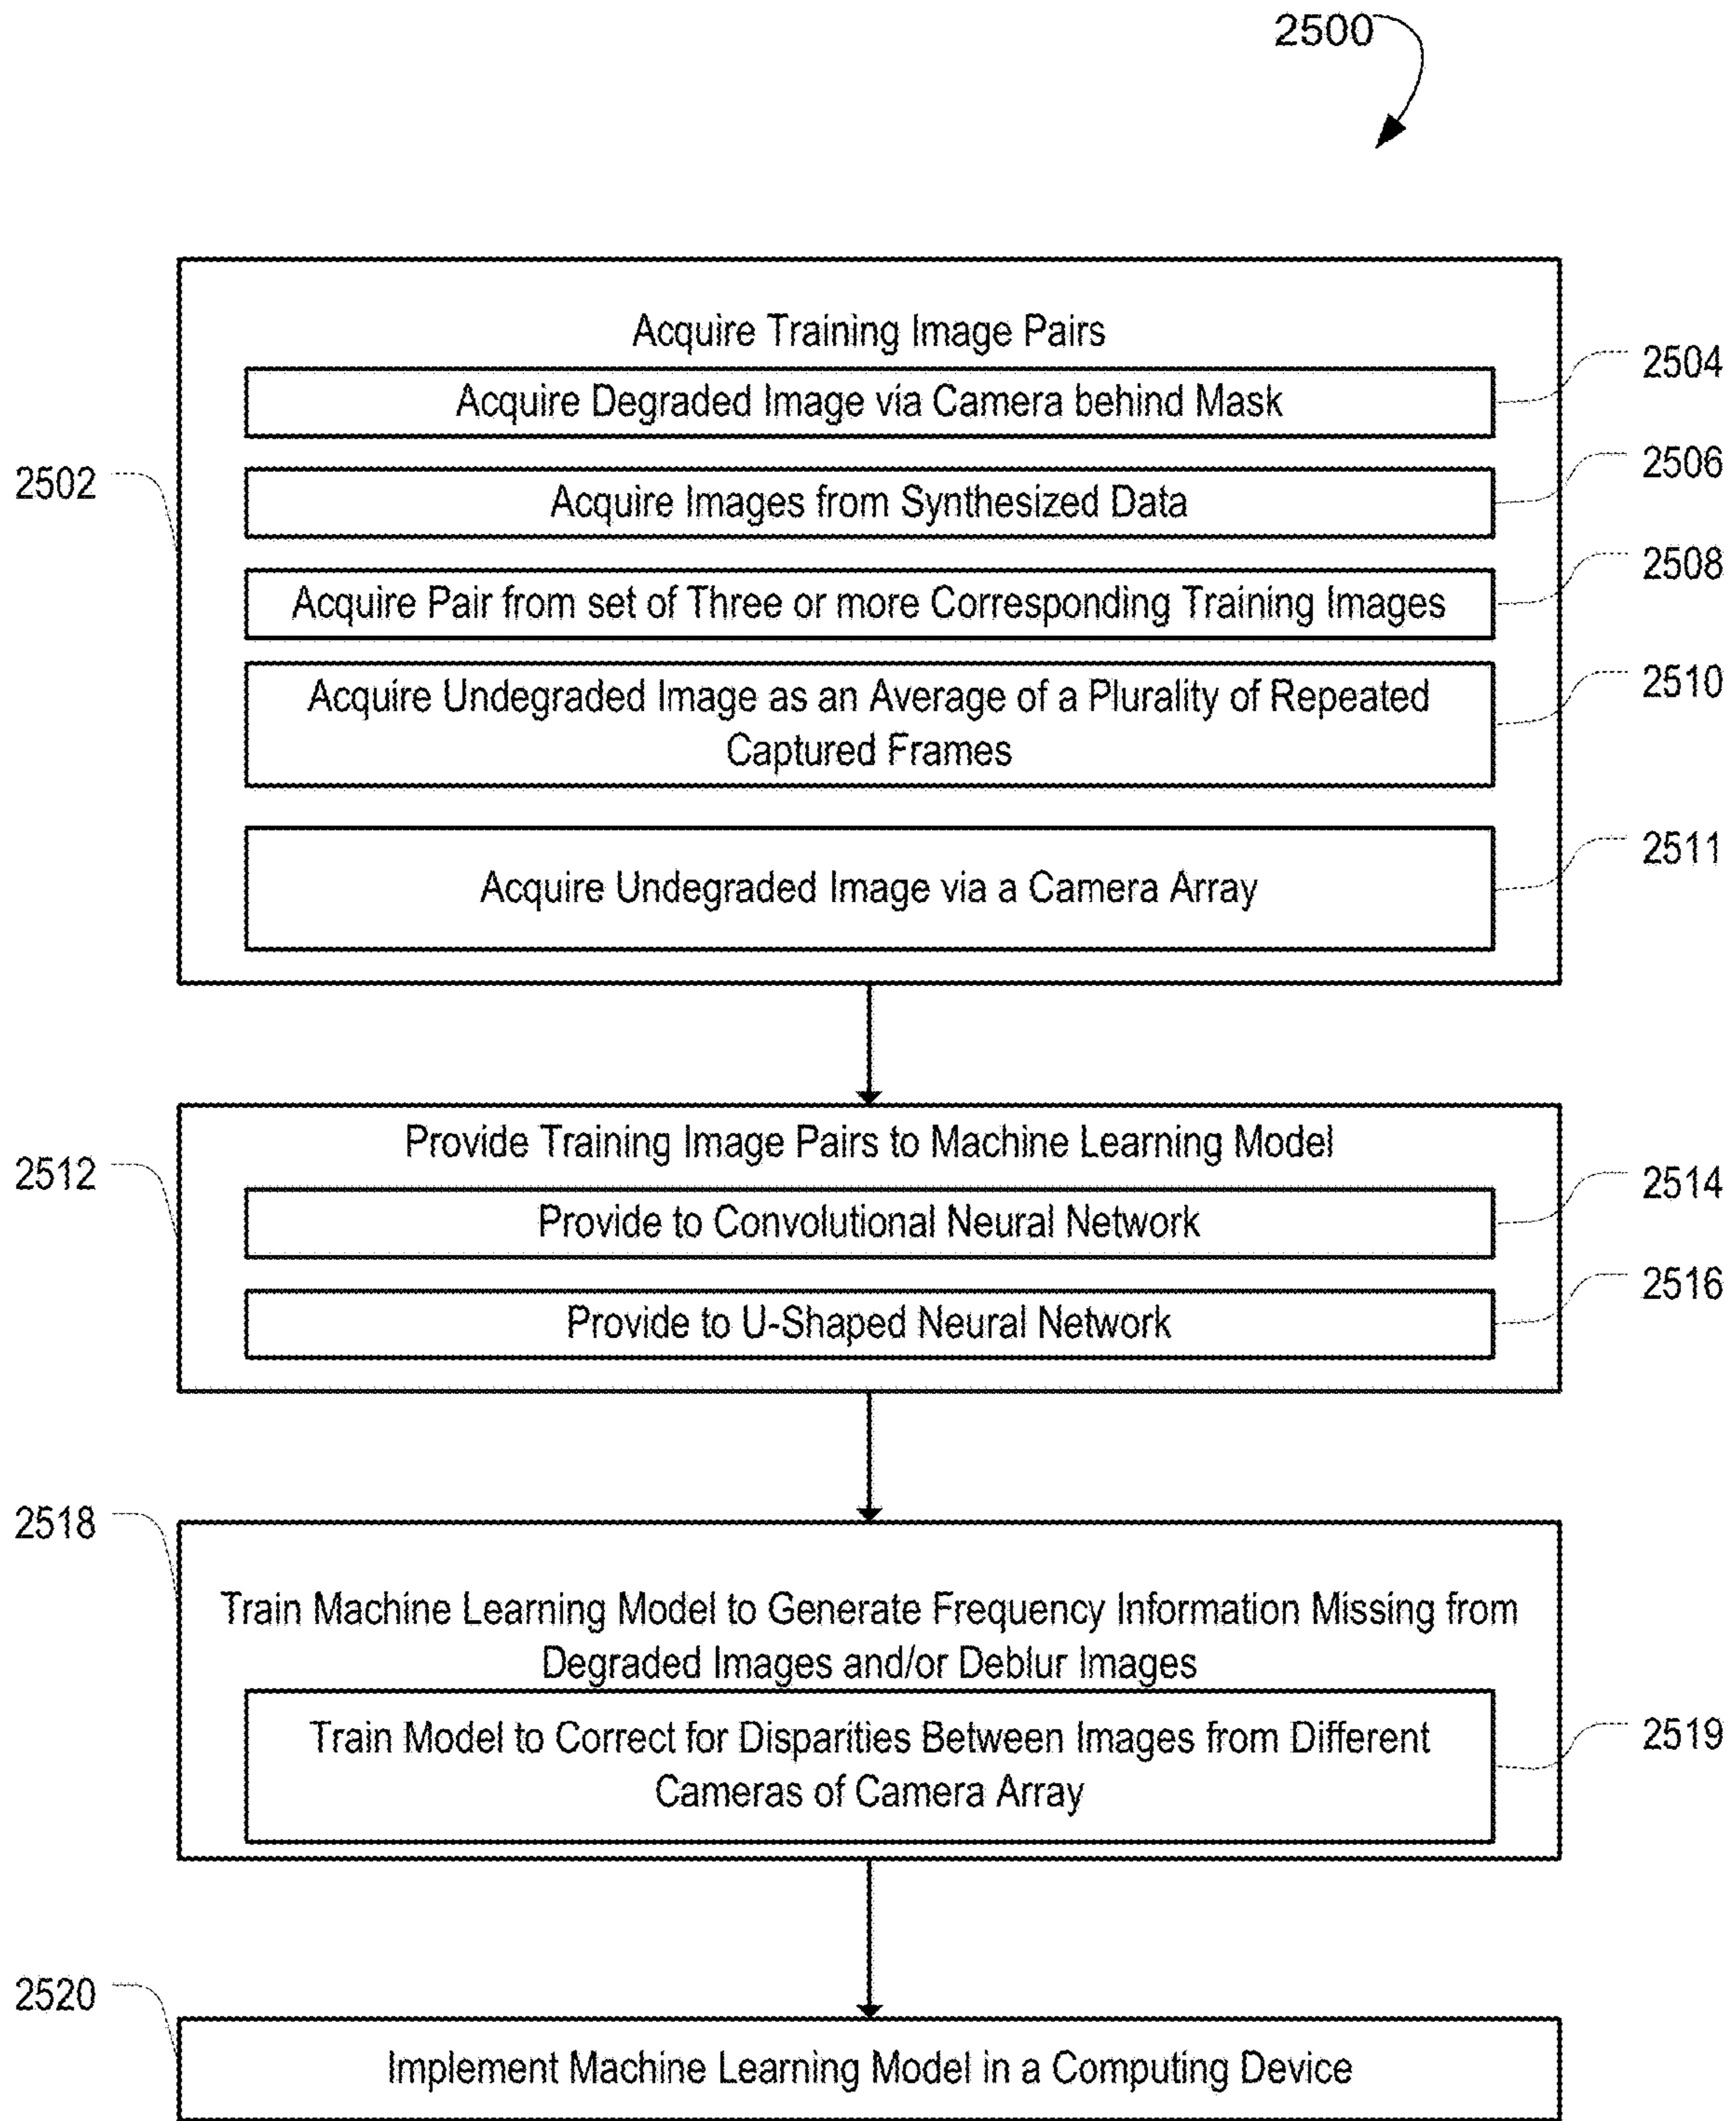 2500
Acquire Training Image Pairs
2504
Acquire Degraded Image via Camera behind Mask
2506
2502
Acquire Images from Synthesized Data
2508
Acquire Pair from set of Three or more Corresponding Training Images
2510
Acquire Undegraded Image as an Average of a Plurality of Repeated
Captured Frames
2511
Acquire Undegraded Image via a Camera Array
Provide Training Image Pairs to Machine Learning Model
2512
2514
Provide to Convolutional Neural Network
2516
Provide to U-Shaped Neural Network
2518
Train Machine Learning Model to Generate Frequency Information Missing from
Degraded Images and/or Deblur Images
Train Model to Correct for Disparities Between Images from Different
2519
Cameras of Camera Array
2520
Implement Machine Learning Model in a Computing Device